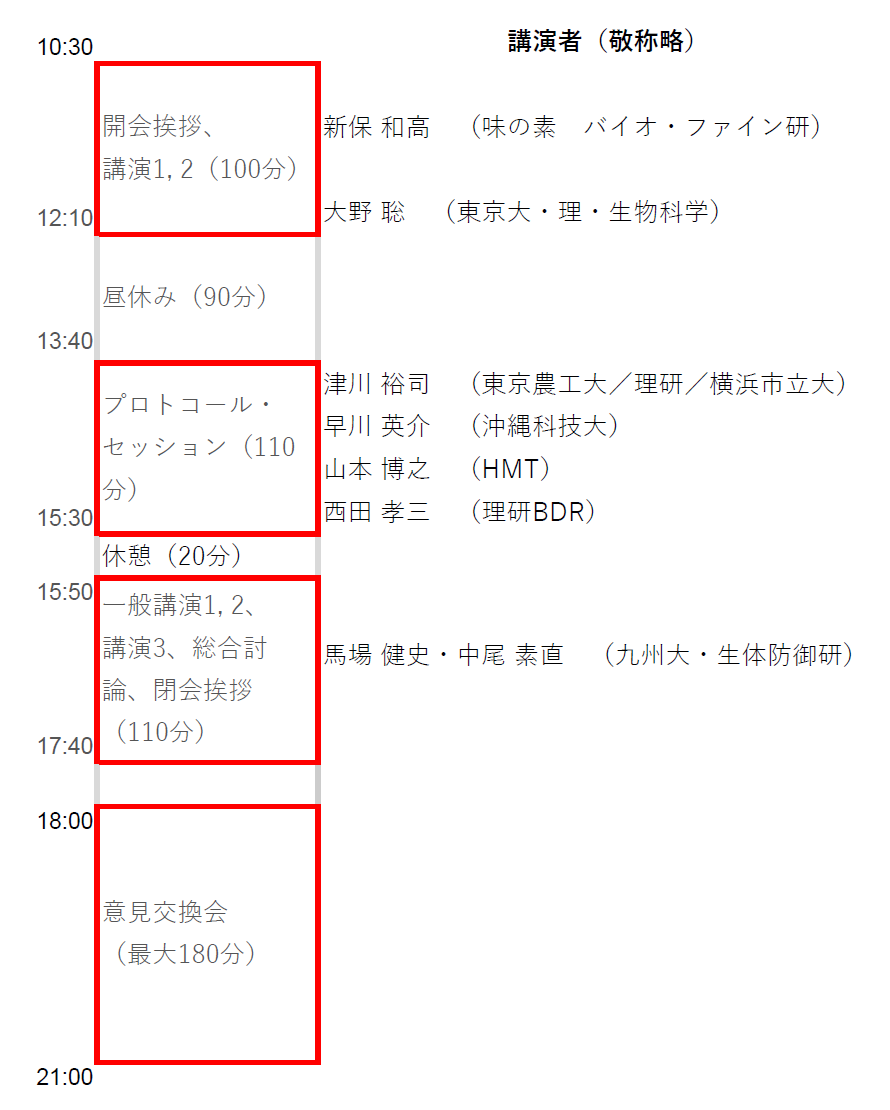 講演者（敬称略）
10:30
開会挨拶、
新保 和高　（味の素　バイオ・ファイン研）
講演1, 2（100分）
12:10
大野 聡　（東京大・理・生物科学）
昼休み（90分）
13:40
津川 裕司　（東京農工大／理研／横浜市立大）
プロトコール・
早川 英介　（沖縄科技大）
セッション（110
山本 博之　（HMT）
分）
西田 孝三　（理研BDR）
15:30
休憩（20分）
15:50
一般講演1, 2、
講演3、総合討
馬場 健史・中尾 素直　（九州大・生体防御研）
論、閉会挨拶
（110分）
17:40
18:00
意見交換会
（最大180分）
21:00